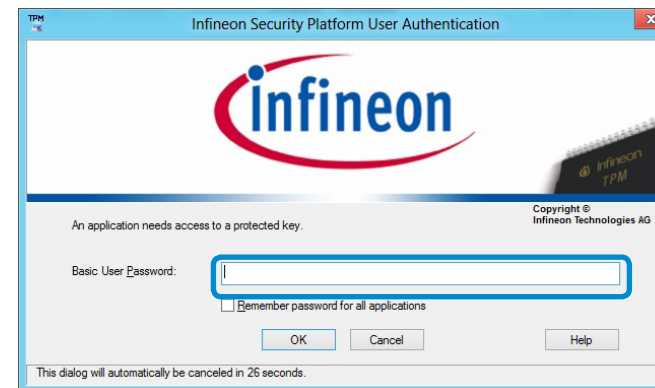 TPM
Infineon Security Platform User Authentication
x
infineon
infineon
TPM
Copyright ©
Infineon Technologies AG
An application needs access to a protected key.
Basic User Password:
Remember password for all applications
OK Cancel Help
This dialog will automatically be canceled in 26 seconds.